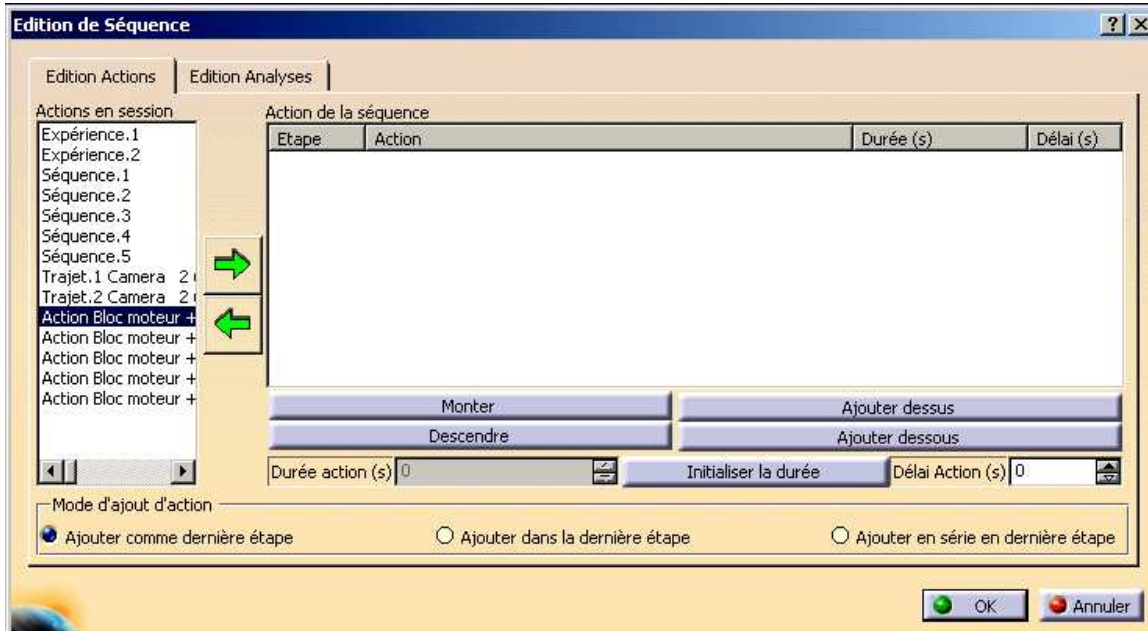 Edition de Séquence
Edition Actions
Edition Analyses
Actions en session
Expérience.1
Expérience.2
Séquence.1
Séquence.2
Séquence.3
Séquence.4
Séquence.5
Trajet.1 Camera 2
Trajet.2 Camera 2
Action Bloc moteur +
Action Bloc moteur +
Action Bloc moteur +
Action Bloc moteur +
Action Bloc moteur +
Action de la séquence
Etape Action Durée (s) Délai (s)
Monter
Ajouter dessus
Descendre
Ajouter dessous
Durée action (s) 0
Initialiser la durée
Délai Action (s) 0
Mode d'ajout d'action
Ajouter comme dernière étape
Ajouter dans la dernière étape
Ajouter en série en dernière étape
OK
Annuler